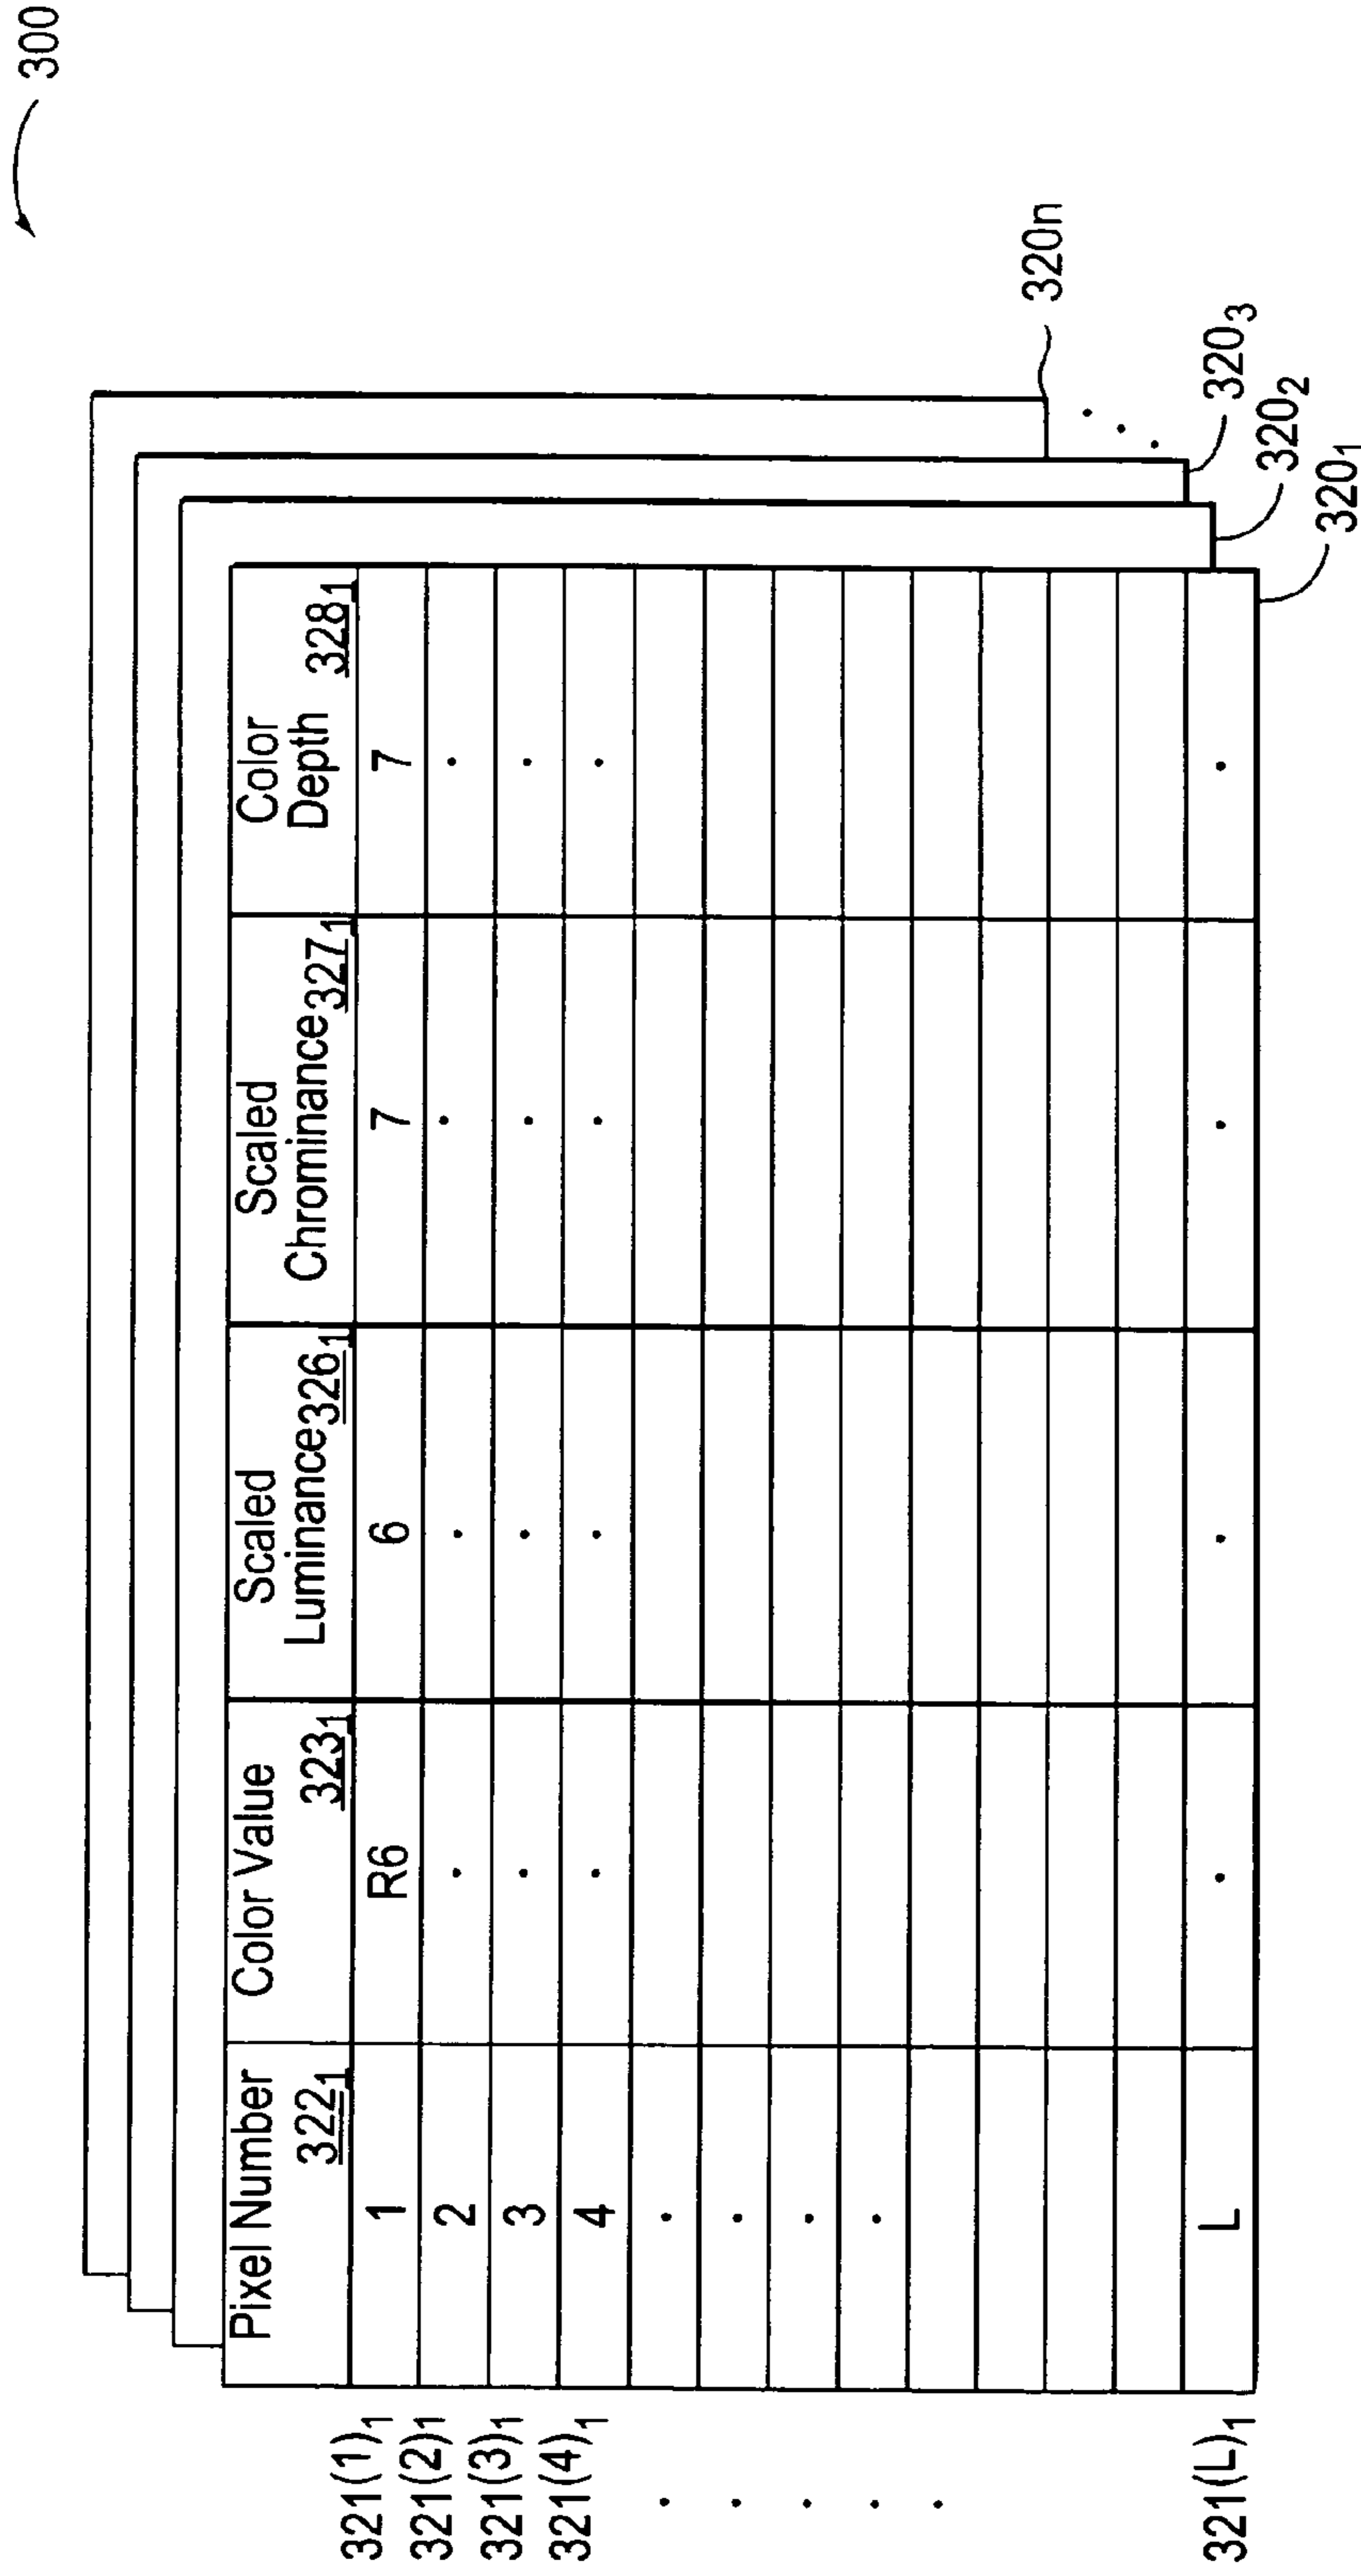 300
Pixel Number 322₁
Color Value 323₁
Scaled Luminance 326₁
Scaled Chrominance 327₁
Color Depth 328₁
321(1)₁ 1 R6 6 7 7
321(2)₁ 2 . . . .
321(3)₁ 3 . . . .
321(4)₁ 4 . . . .
. .
. .
. .
. .
.
321(L)₁ L . . . .
320n
. . .
320₃
320₂
320₁